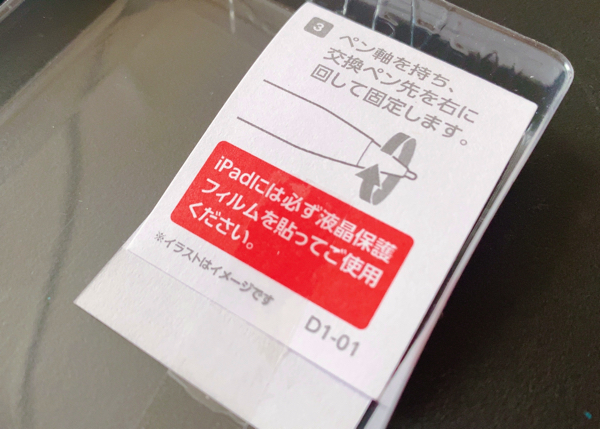 3
ペン軸を持ち、
交換ペン先を右に
回して固定します。
iPadには必ず液晶保護
フィルムを貼ってご使用
ください。
※イラストはイメージです
D1-01